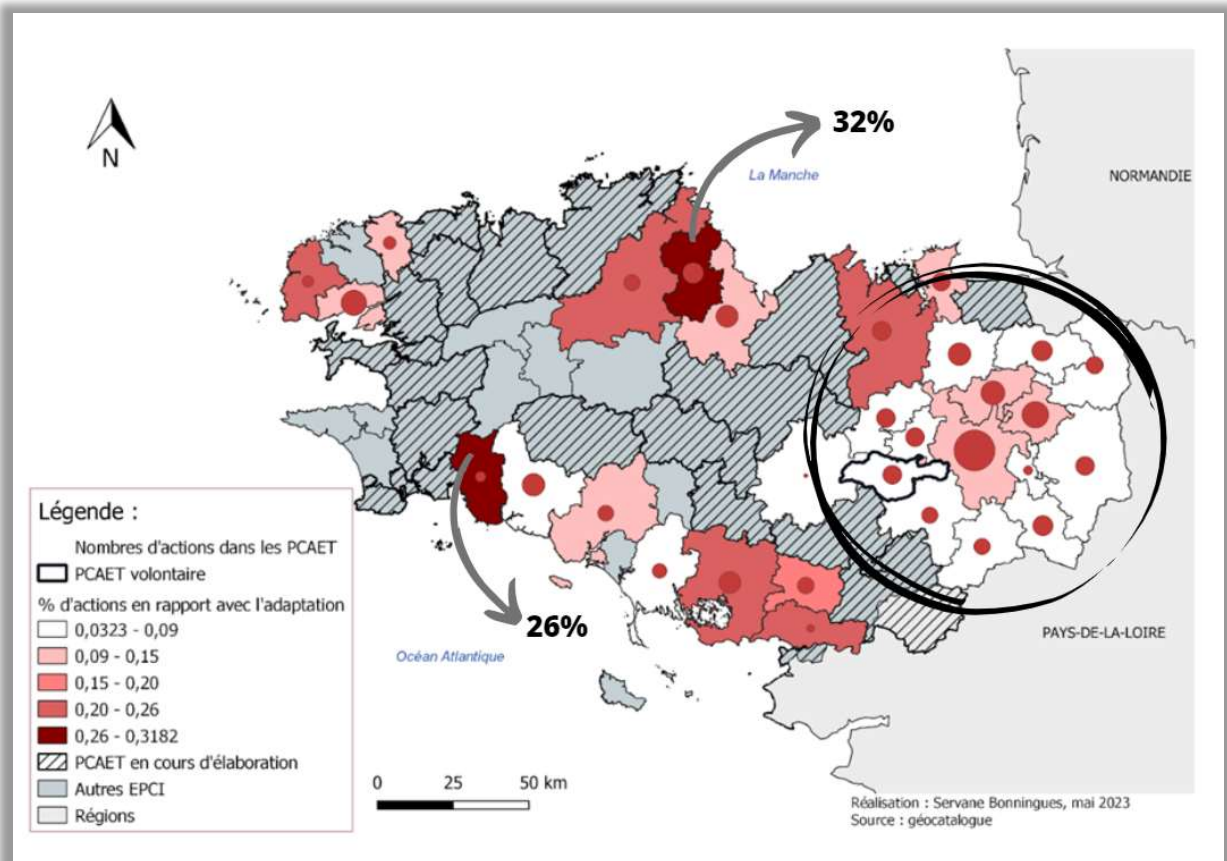 32%
La Manche
NORMANDIE
N
Légende :
Nombres d'actions dans les PCAET
PCAET volontaire
% d'actions en rapport avec l'adaptation
0,0323 - 0,09
0,09 - 0,15
0,15 - 0,20
0,20 - 0,26
0,26 - 0,3182
PCAET en cours d'élaboration
Autres EPCI
Régions
26%
Océan Atlantique
PAYS-DE-LA-LOIRE
0 25 50 km
Réalisation : Servane Bonningues, mai 2023
Source : géocatalogue